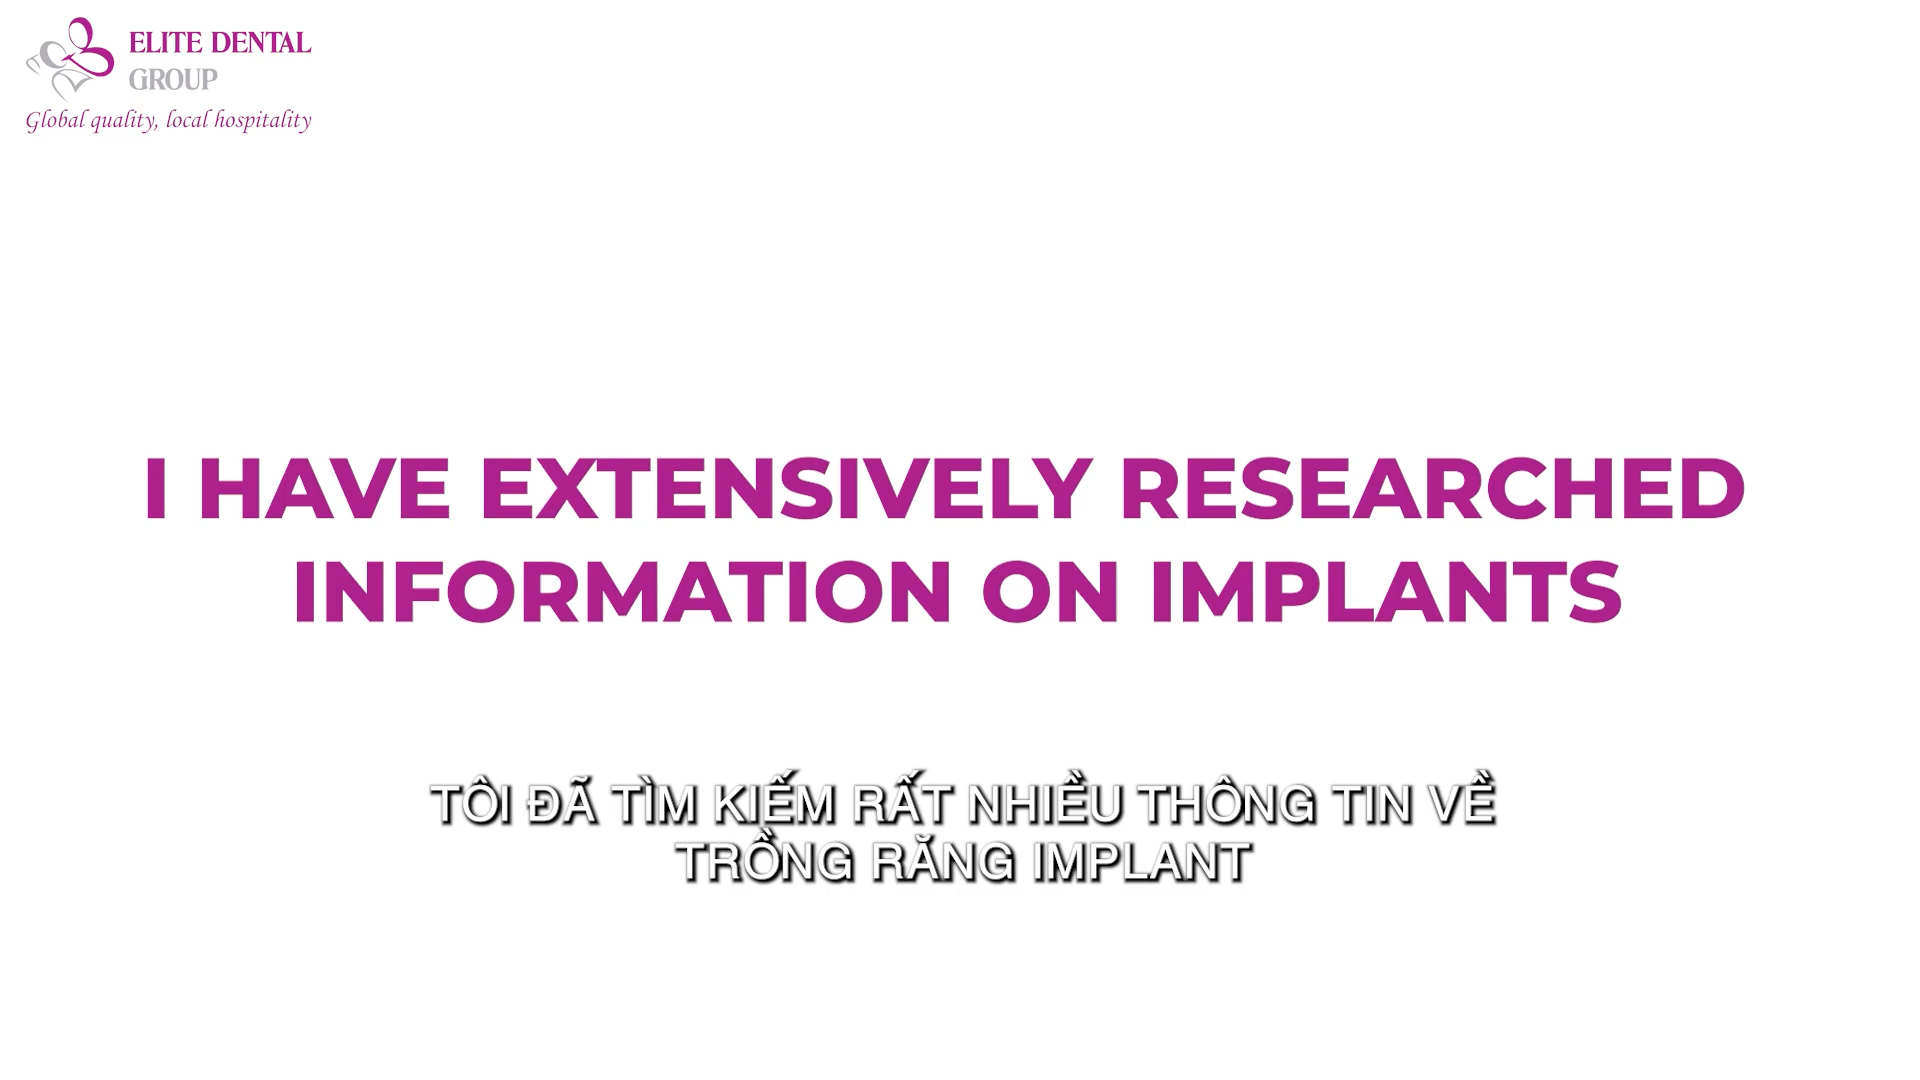 ELITE DENTAL
GROUP
Global quality, local hospitality
I HAVE EXTENSIVELY RESEARCHED
INFORMATION ON IMPLANTS
TÔI ĐÃ TÌM KIẾM RẤT NHIỀU THÔNG TIN VỀ
TRỒNG RĂNG IMPLANT